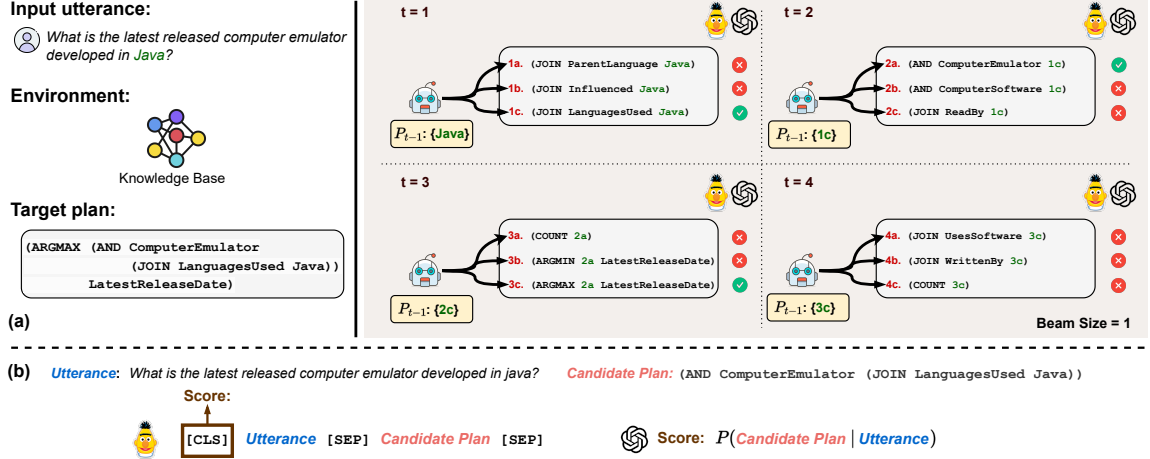 Input utterance:
What is the latest released computer emulator
developed in Java?
Environment:
Knowledge Base
Target plan:
(ARGMAX (AND ComputerEmulator
(JOIN LanguagesUsed Java))
LatestReleaseDate)
(a)
t = 1
1a. (JOIN ParentLanguage Java)
1b. (JOIN Influenced Java)
1c. (JOIN LanguagesUsed Java)
P_{t−1}: {Java}
t = 2
2a. (AND ComputerEmulator 1c)
2b. (AND ComputerSoftware 1c)
2c. (JOIN ReadBy 1c)
P_{t−1}: {1c}
t = 3
3a. (COUNT 2a)
3b. (ARGMIN 2a LatestReleaseDate)
3c. (ARGMAX 2a LatestReleaseDate)
P_{t−1}: {2c}
t = 4
4a. (JOIN UsesSoftware 3c)
4b. (JOIN WrittenBy 3c)
4c. (COUNT 3c)
P_{t−1}: {3c}
Beam Size = 1
(b) Utterance: What is the latest released computer emulator developed in java? Candidate Plan: (AND ComputerEmulator (JOIN LanguagesUsed Java))
Score:
[CLS] Utterance [SEP] Candidate Plan [SEP]
Score: P(Candidate Plan | Utterance)